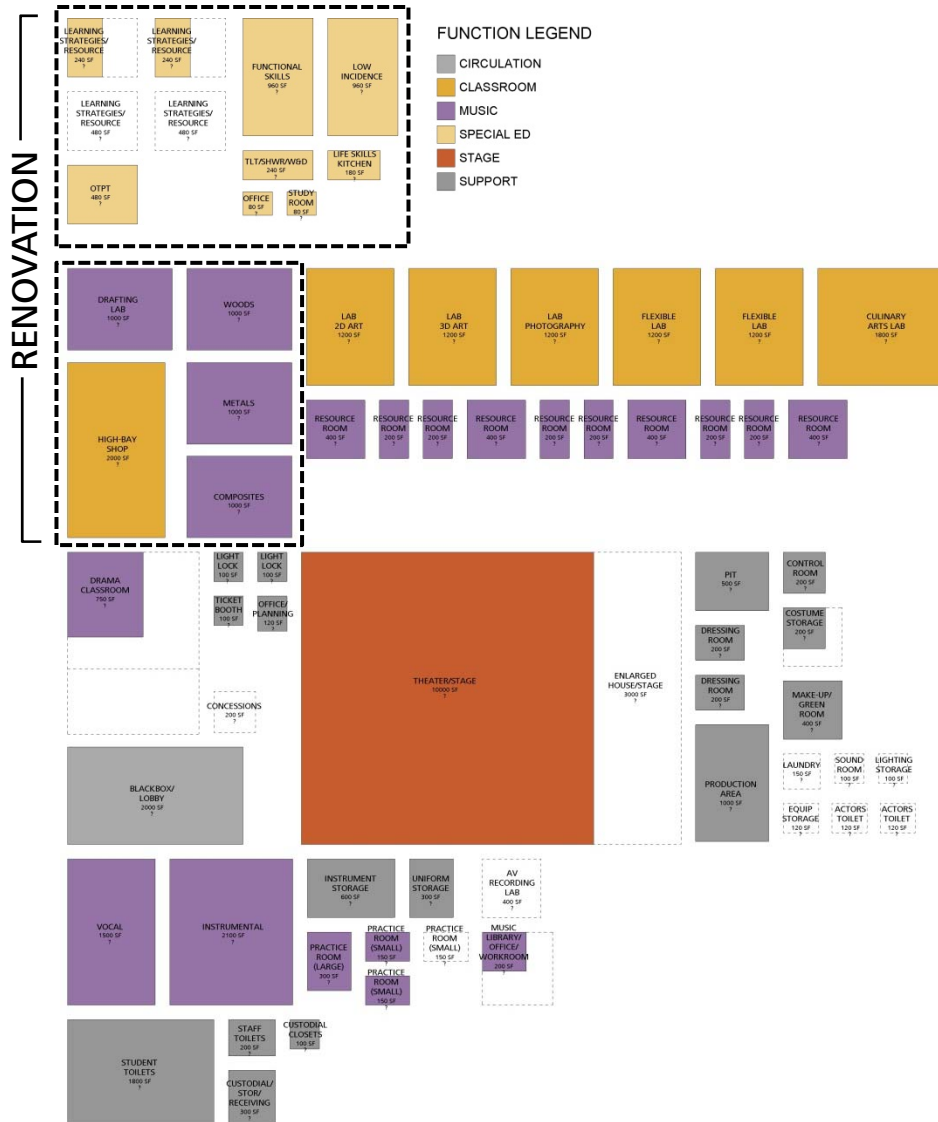 RENOVATION
LEARNING
STRATEGIES/
RESOURCE
240 SF
?
LEARNING
STRATEGIES/
RESOURCE
240 SF
?
FUNCTIONAL
SKILLS
960 SF
?
LOW
INCIDENCE
960 SF
?
LEARNING
STRATEGIES/
RESOURCE
480 SF
?
LEARNING
STRATEGIES/
RESOURCE
480 SF
?
TLT/SHWR/W&D
240 SF
?
LIFE SKILLS
KITCHEN
180 SF
?
OTPT
480 SF
?
OFFICE
80 SF
?
STUDY
ROOM
80 SF
?
FUNCTION LEGEND
CIRCULATION
CLASSROOM
MUSIC
SPECIAL ED
STAGE
SUPPORT
DRAFTING
LAB
1000 SF
?
WOODS
1000 SF
?
LAB
2D ART
1200 SF
?
LAB
3D ART
1200 SF
?
LAB
PHOTOGRAPHY
1200 SF
?
FLEXIBLE
LAB
1200 SF
?
FLEXIBLE
LAB
1200 SF
?
CULINARY
ARTS LAB
1800 SF
?
HIGH-BAY
SHOP
2000 SF
?
METALS
1000 SF
?
COMPOSITES
1000 SF
?
RESOURCE
ROOM
400 SF
?
RESOURCE
ROOM
200 SF
?
RESOURCE
ROOM
200 SF
?
RESOURCE
ROOM
400 SF
?
RESOURCE
ROOM
200 SF
?
RESOURCE
ROOM
200 SF
?
RESOURCE
ROOM
400 SF
?
RESOURCE
ROOM
200 SF
?
RESOURCE
ROOM
200 SF
?
RESOURCE
ROOM
400 SF
?
DRAMA
CLASSROOM
750 SF
?
LIGHT
LOCK
100 SF
?
LIGHT
LOCK
100 SF
?
TICKET
BOOTH
100 SF
?
OFFICE/
PLANNING
120 SF
?
CONCESSIONS
200 SF
?
THEATER/STAGE
10000 SF
?
ENLARGED
HOUSE/STAGE
3000 SF
?
PIT
500 SF
?
CONTROL
ROOM
200 SF
?
DRESSING
ROOM
200 SF
?
COSTUME
STORAGE
200 SF
?
DRESSING
ROOM
200 SF
?
MAKE-UP/
GREEN
ROOM
400 SF
?
BLACKBOX/
LOBBY
2000 SF
?
PRODUCTION
AREA
1000 SF
?
LAUNDRY
150 SF
?
SOUND
ROOM
100 SF
?
LIGHTING
STORAGE
100 SF
?
EQUIP
STORAGE
120 SF
?
ACTORS
TOILET
120 SF
?
ACTORS
TOILET
120 SF
?
VOCAL
1500 SF
?
INSTRUMENTAL
2100 SF
?
INSTRUMENT
STORAGE
600 SF
?
UNIFORM
STORAGE
300 SF
?
AV
RECORDING
LAB
400 SF
?
PRACTICE
ROOM
(LARGE)
300 SF
?
PRACTICE
ROOM
(SMALL)
150 SF
?
PRACTICE
ROOM
(SMALL)
150 SF
?
MUSIC
LIBRARY/
OFFICE/
WORKROOM
200 SF
?
PRACTICE
ROOM
(SMALL)
150 SF
?
STUDENT
TOILETS
1800 SF
?
STAFF
TOILETS
200 SF
?
CUSTODIAL
CLOSETS
100 SF
?
CUSTODIAL/
STOR/
RECEIVING
300 SF
?